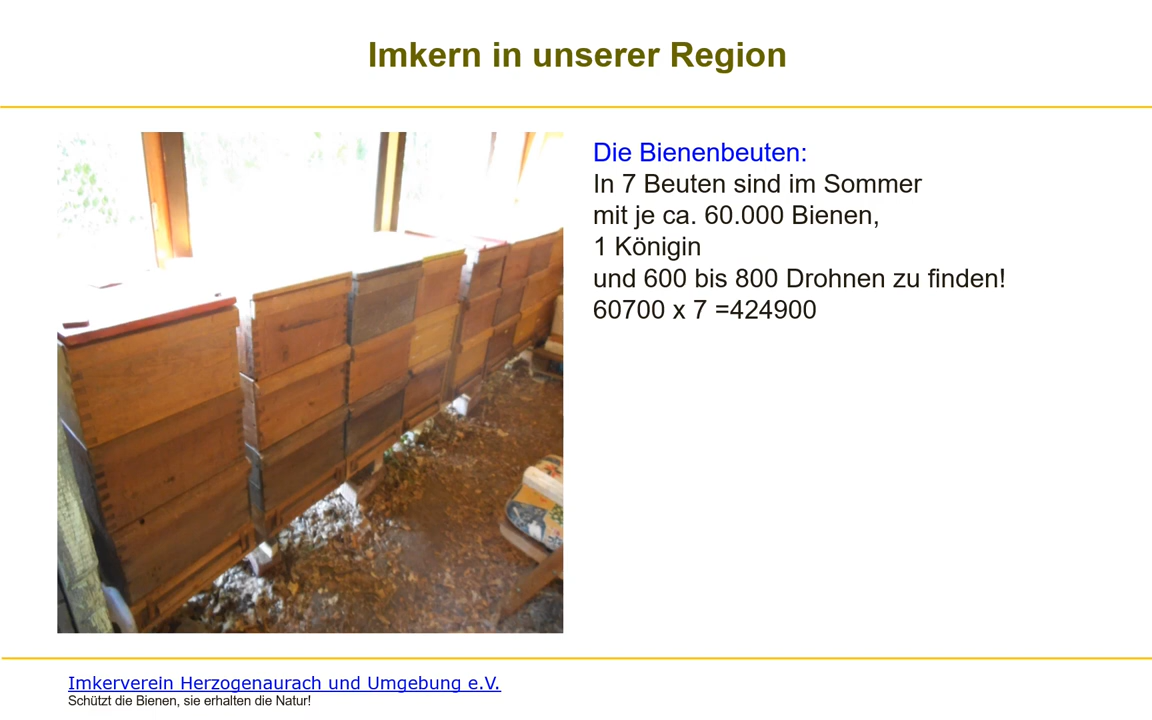 Imkern in unserer Region
Die Bienenbeuten:
In 7 Beuten sind im Sommer
mit je ca. 60.000 Bienen,
1 Königin
und 600 bis 800 Drohnen zu finden!
60700 x 7 =424900
Imkerverein Herzogenaurach und Umgebung e.V.
Schützt die Bienen, sie erhalten die Natur!